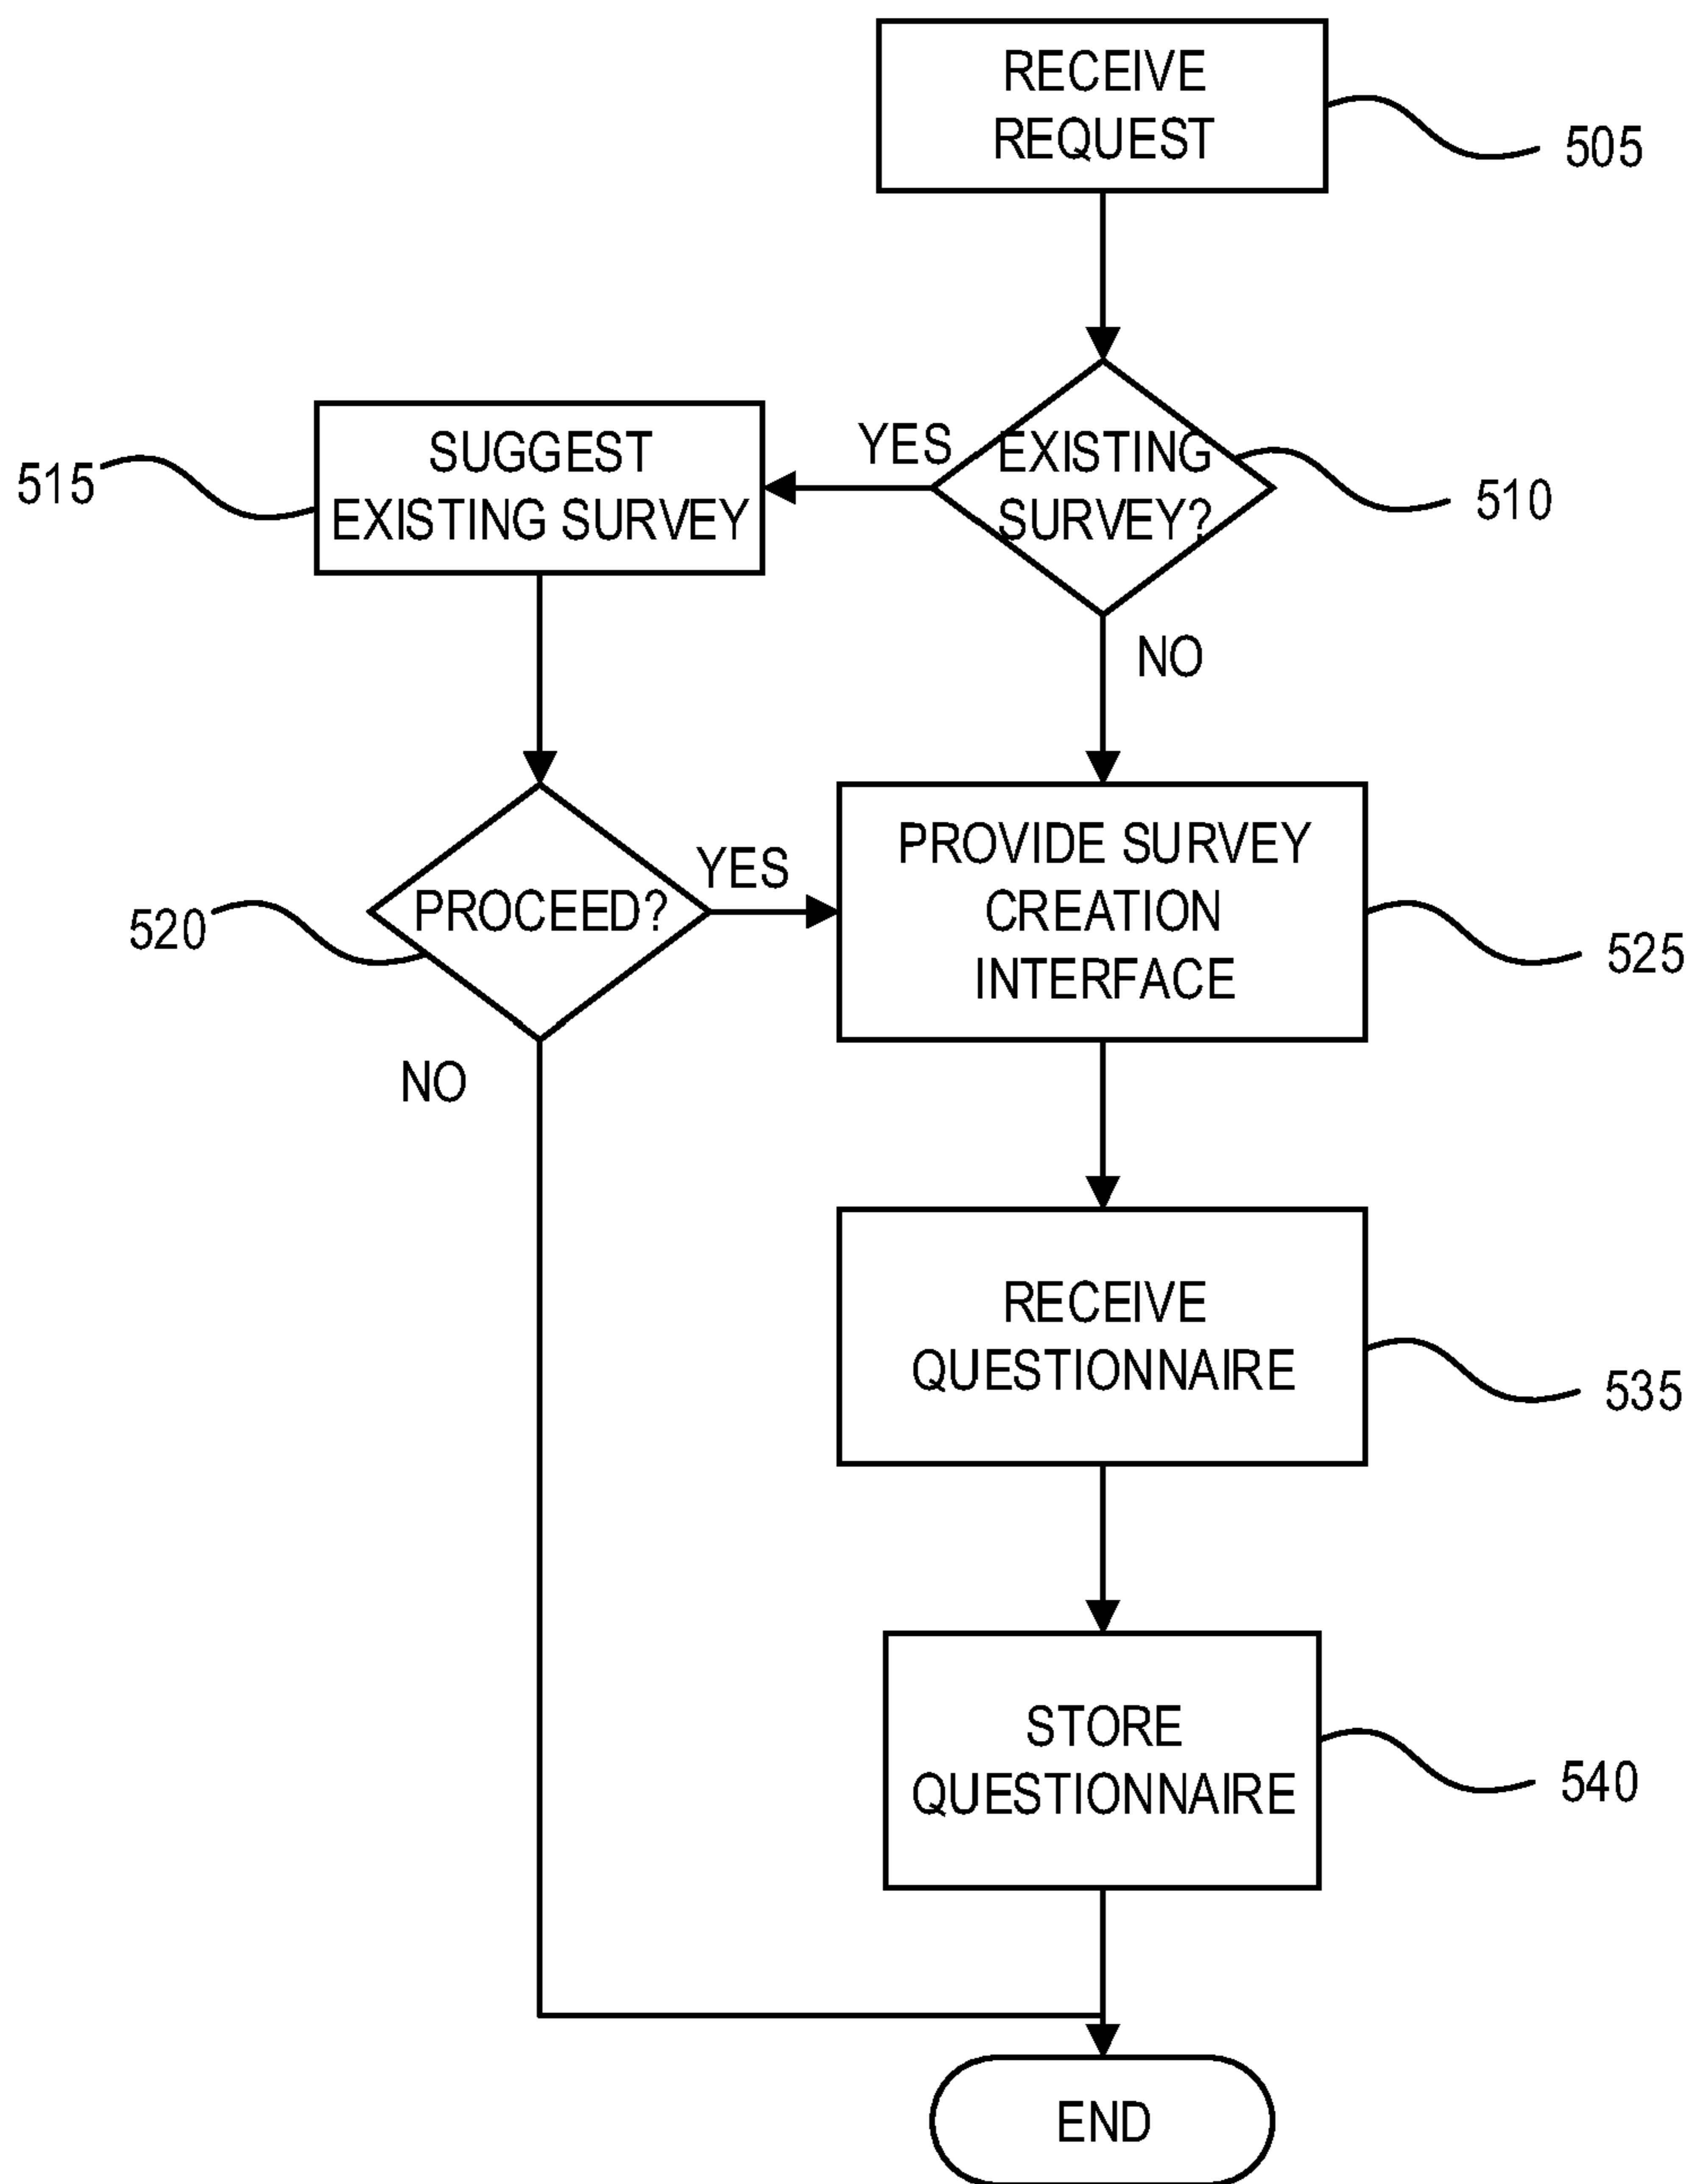 RECEIVE
REQUEST
505
SUGGEST
EXISTING SURVEY
515
YES
EXISTING
SURVEY?
510
NO
PROCEED?
520
YES
PROVIDE SURVEY
CREATION
INTERFACE
525
NO
RECEIVE
QUESTIONNAIRE
535
STORE
QUESTIONNAIRE
540
END